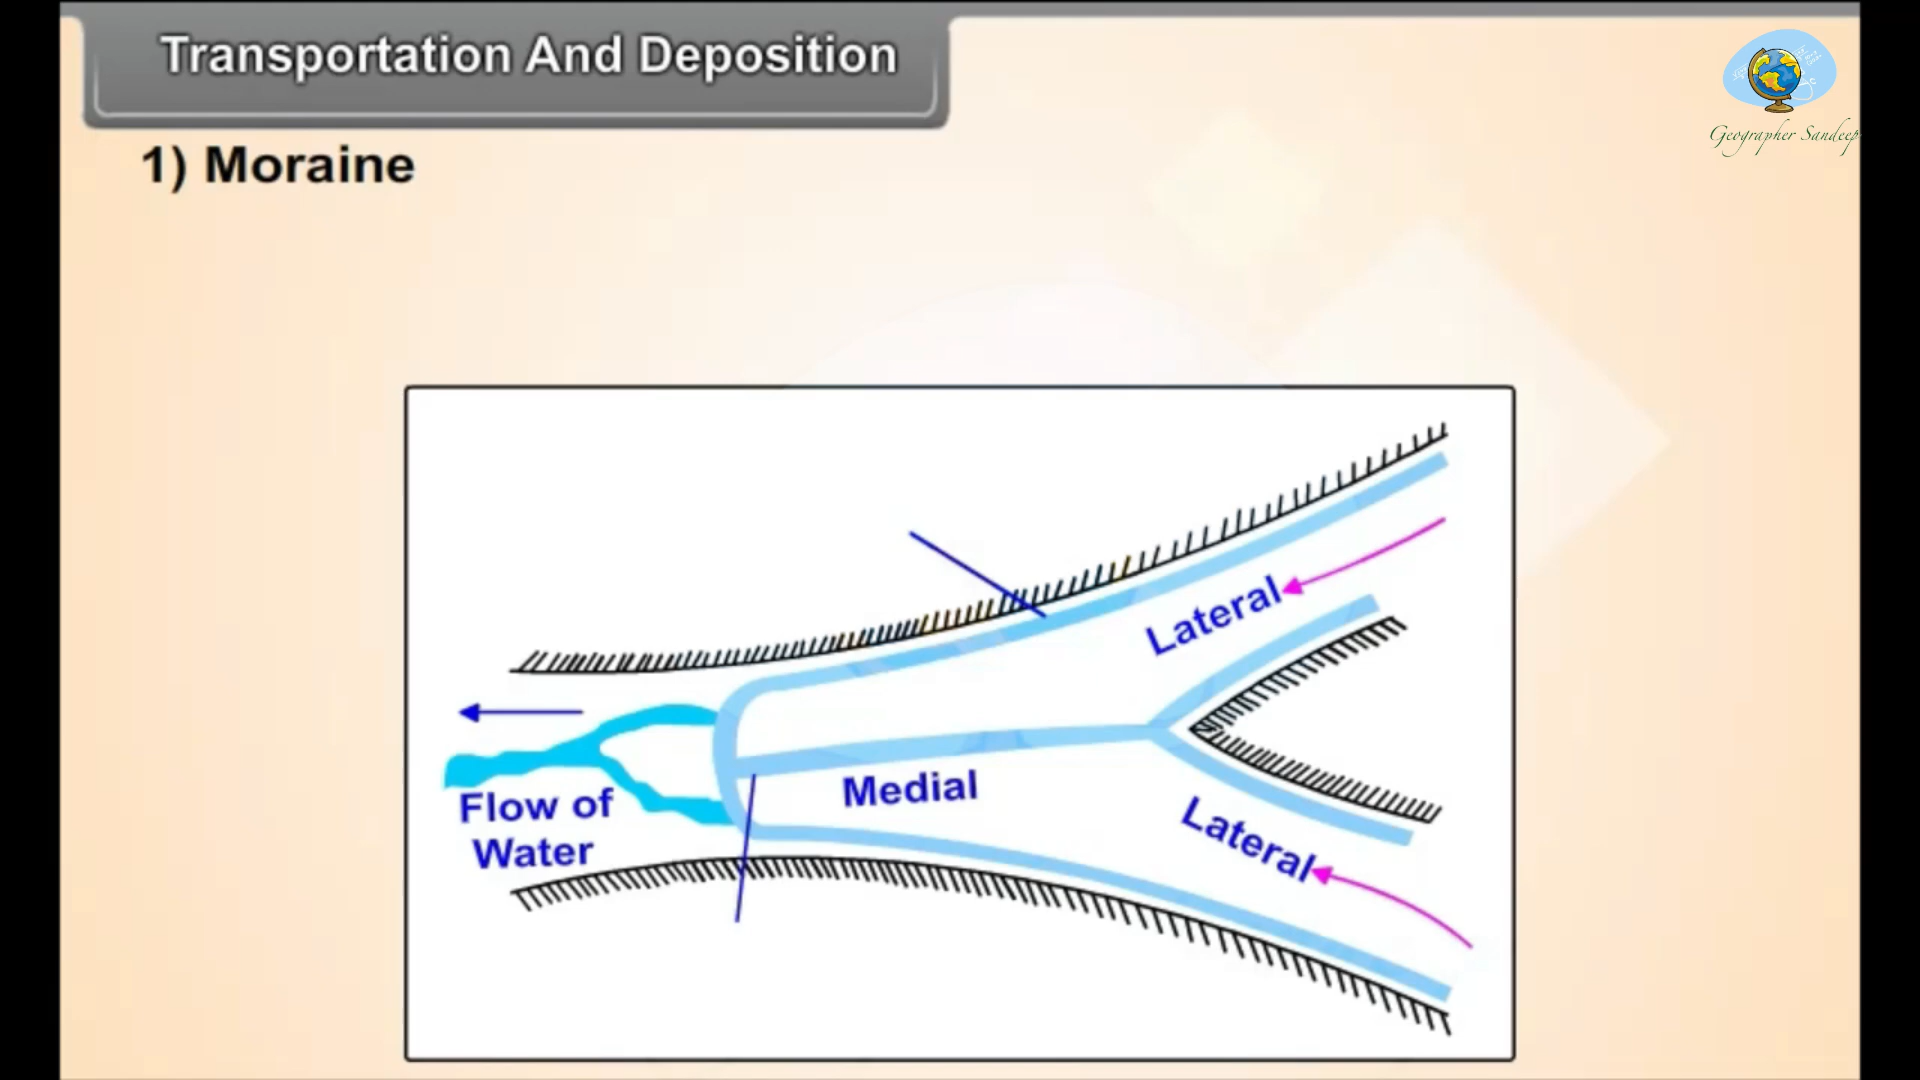 Transportation And Deposition
Geographer Sandeep
1) Moraine
Lateral
Medial
Flow of
Water
Lateral